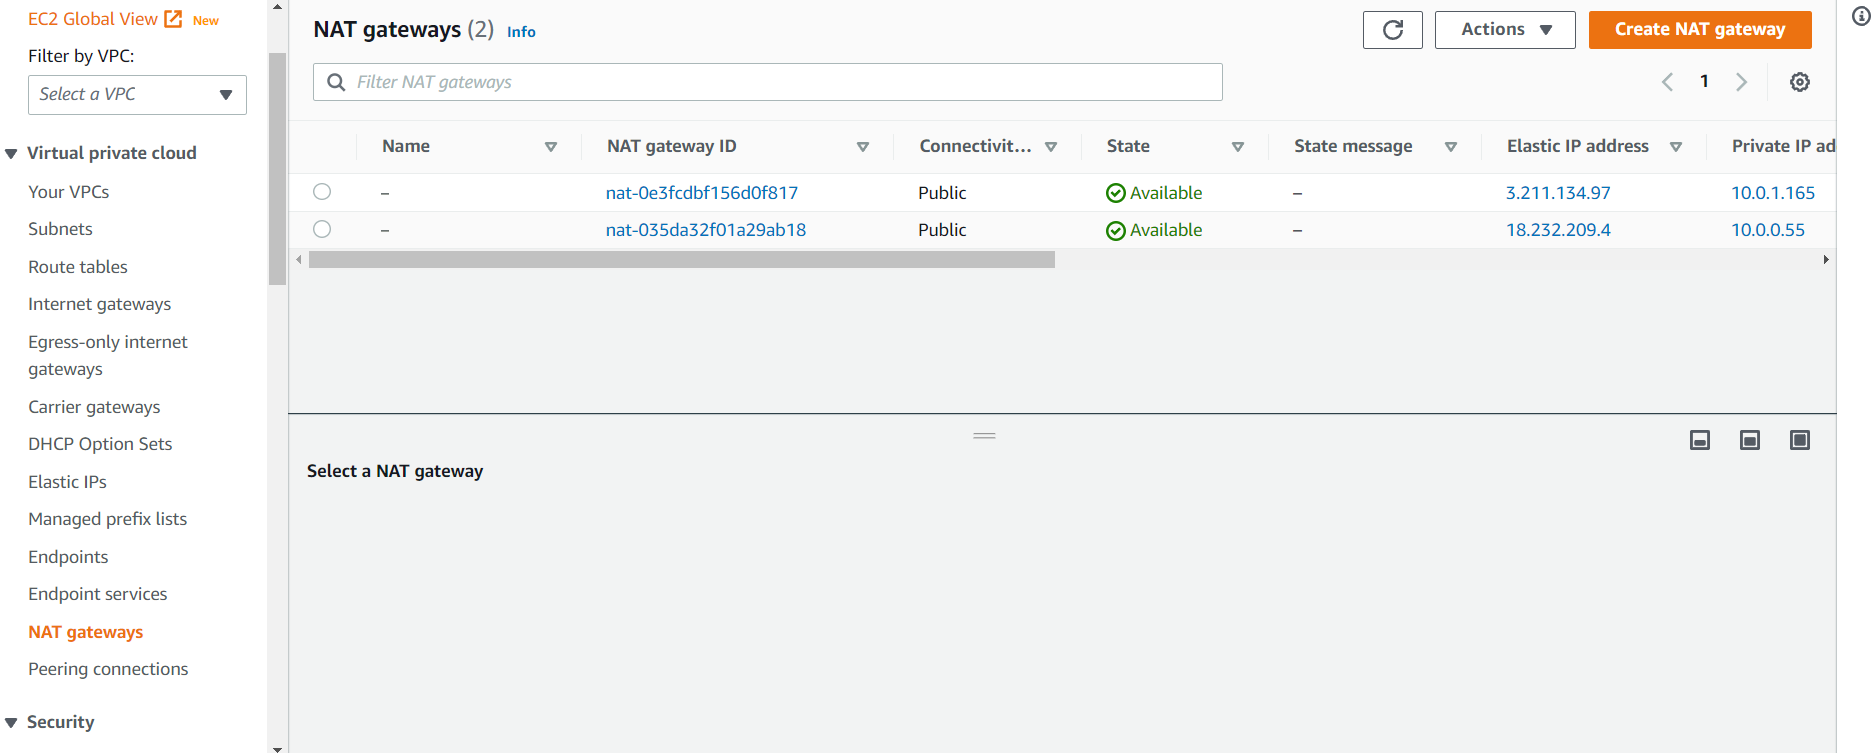 EC2 Global View New
Filter by VPC:
Select a VPC
Virtual private cloud
Your VPCs
Subnets
Route tables
Internet gateways
Egress-only internet
gateways
Carrier gateways
DHCP Option Sets
Elastic IPs
Managed prefix lists
Endpoints
Endpoint services
NAT gateways
Peering connections
Security
NAT gateways (2) Info
Actions
Create NAT gateway
Filter NAT gateways
1
Name NAT gateway ID Connectivit... State State message Elastic IP address Private IP ad
– nat-0e3fcdbf156d0f817 Public Available – 3.211.134.97 10.0.1.165
– nat-035da32f01a29ab18 Public Available – 18.232.209.4 10.0.0.55
Select a NAT gateway